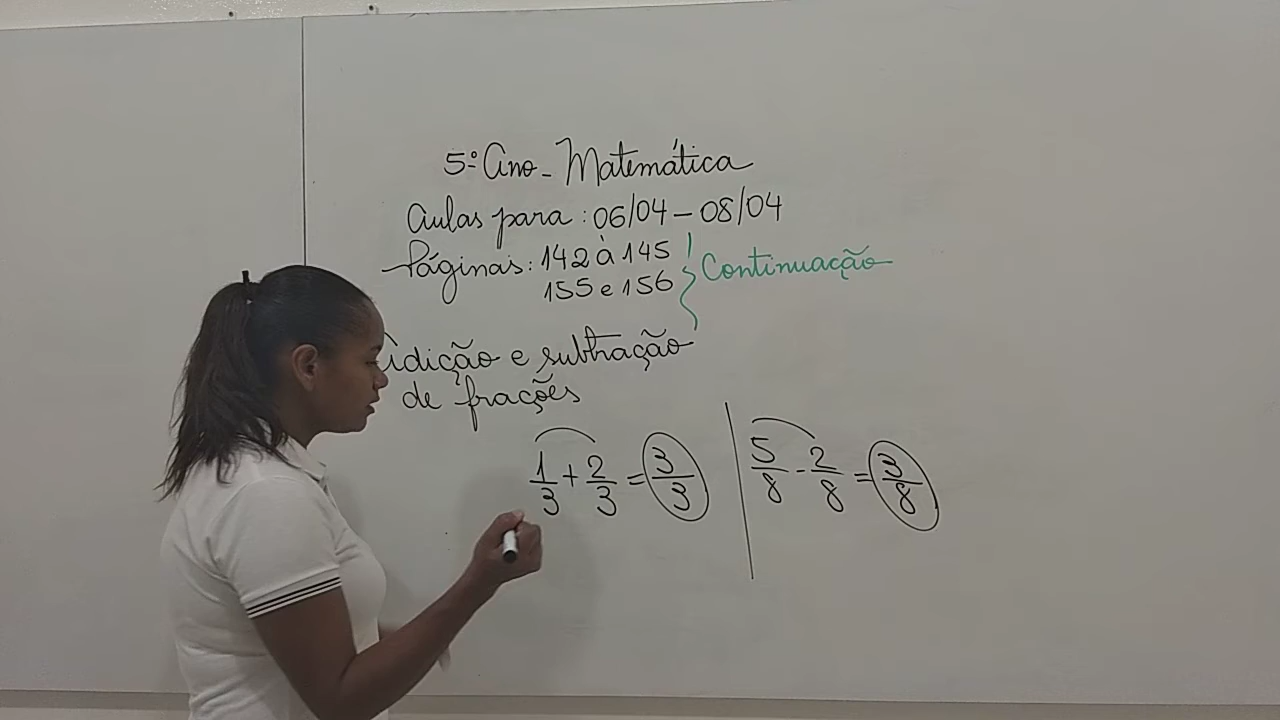 5º Ano - Matemática
Aulas para: 06/04 - 08/04
Páginas: 142 à 145
155 e 156
Continuação
Adição e subtração
de frações
1/3 + 2/3 = 3/3
5/8 - 2/8 = 3/8